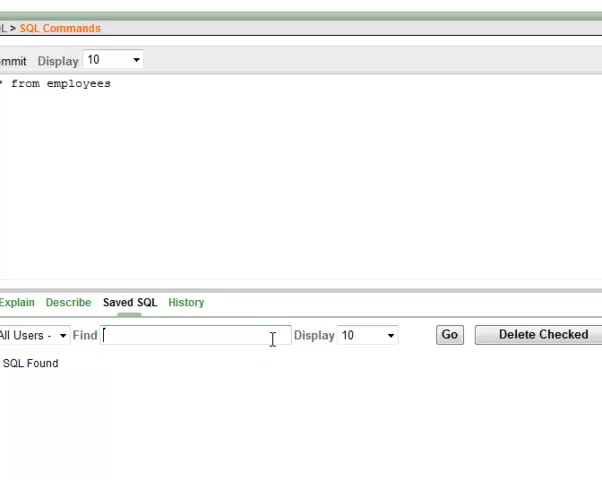 L > SQL Commands
mmit Display 10
* from employees
Explain Describe Saved SQL History
All Users - Find Display 10 Go Delete Checked
SQL Found